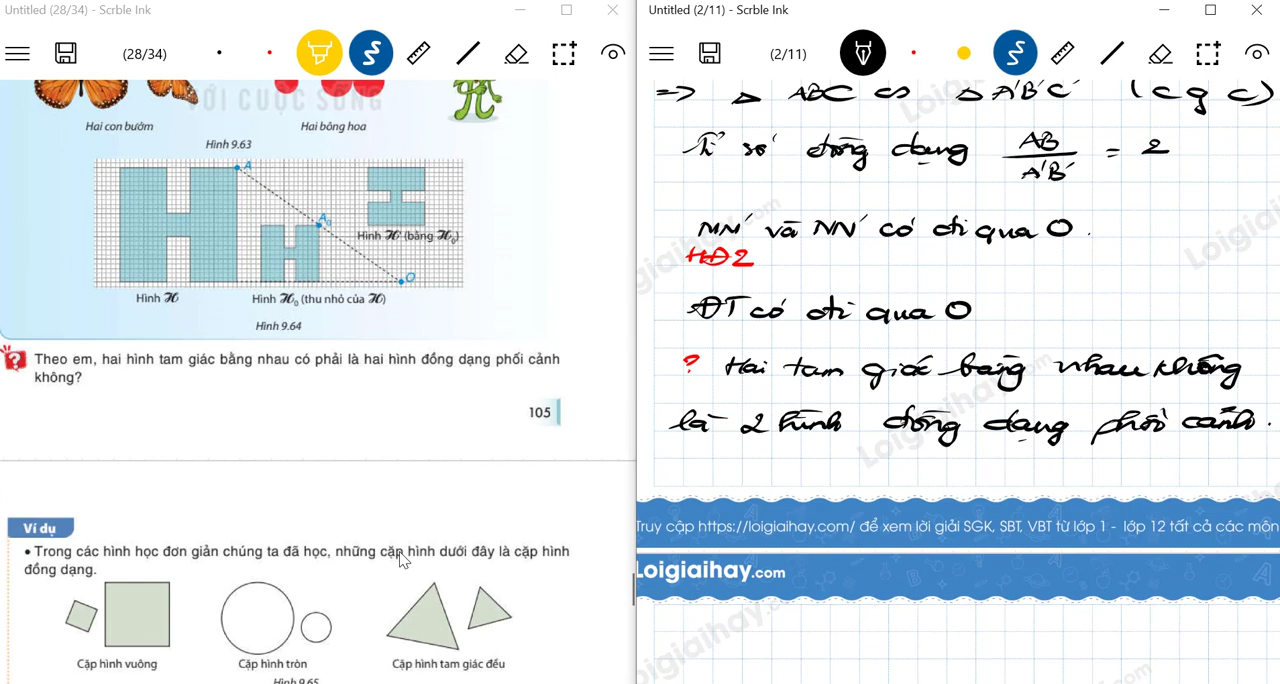 Untitled (28/34) - Scrble Ink
(28/34)
VỚI CUỘC SỐNG
Hai con bướm
Hai bông hoa
Hình 9.63
A
A₀
O
Hình ℋ' (bằng ℋ₀)
Hình ℋ
Hình ℋ₀ (thu nhỏ của ℋ)
Hình 9.64
Theo em, hai hình tam giác bằng nhau có phải là hai hình đồng dạng phối cảnh
không?
105
Ví dụ
• Trong các hình học đơn giản chúng ta đã học, những cặp hình dưới đây là cặp hình
đồng dạng.
Cặp hình vuông
Cặp hình tròn
Cặp hình tam giác đều
Hình 9.65
Untitled (2/11) - Scrble Ink
(2/11)
=> Δ ABC ∽ Δ A'B'C' (c g c)
Tỉ số đồng dạng AB/A'B' = 2
MM' và NN' có đi qua O.
HĐ2
ĐT có đi qua O
? Hai tam giác bằng nhau không
là 2 hình đồng dạng phối cảnh.
Truy cập https://loigiaihay.com/ để xem lời giải SGK, SBT, VBT từ lớp 1 - lớp 12 tất cả các môn
Loigiaihay.com